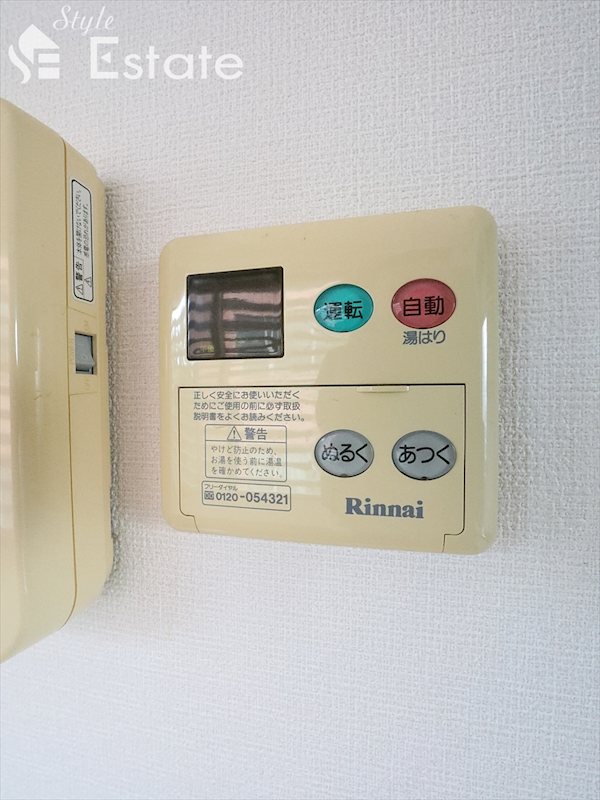 Style
Estate
運転
自動
湯はり
正しく安全にお使いいただく
ためにご使用の前に必ず取扱
説明書をよくお読みください。
警告
やけど防止のため、
お湯を使う前に湯温
を確かめてください。
フリーダイヤル
0120-054321
ぬるく
あつく
Rinnai
警告